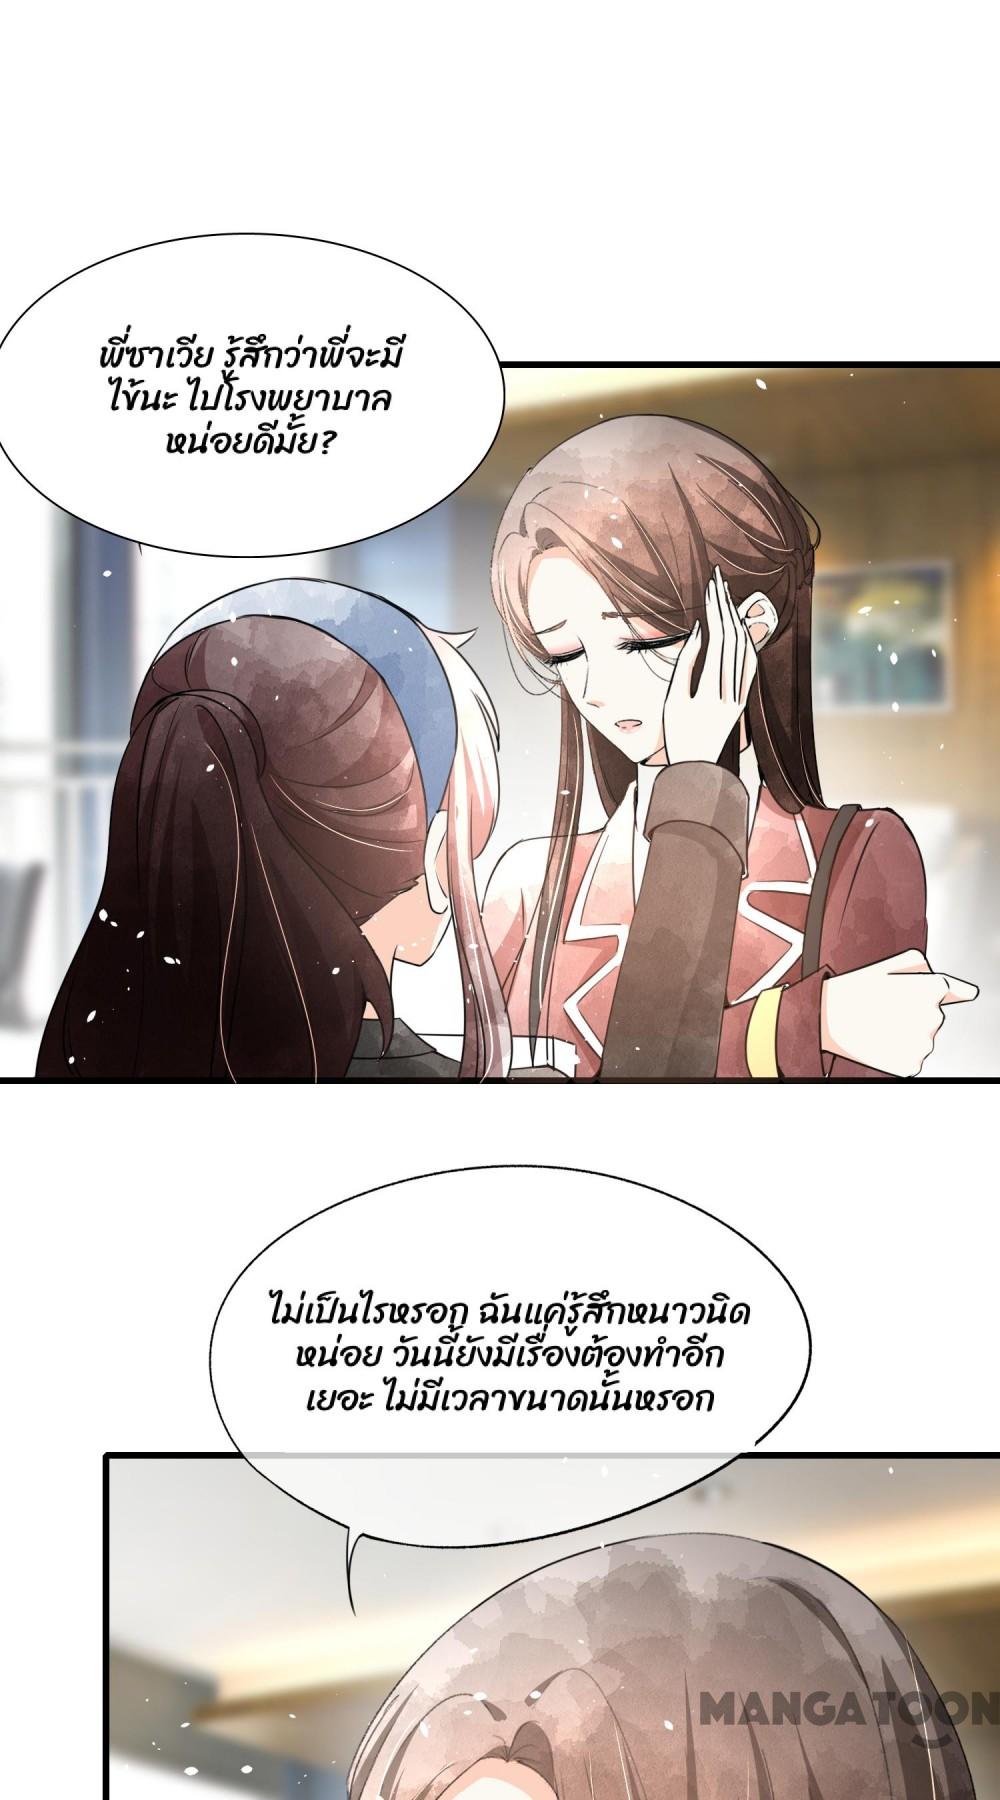 พี่ซาเวีย รู้สึกว่าพี่จะมี
ไข้นะ ไปโรงพยาบาล
หน่อยดีมั้ย?
ไม่เป็นไรหรอก ฉันแค่รู้สึกหนาวนิด
หน่อย วันนี้ยังมีเรื่องต้องทำอีก
เยอะ ไม่มีเวลาขนาดนั้นหรอก
MANGATOON